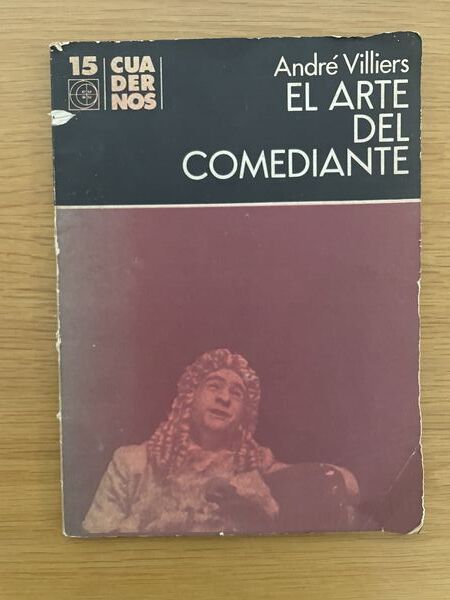 15
CUA
DER
NOS
André Villiers
EL ARTE
DEL
COMEDIANTE